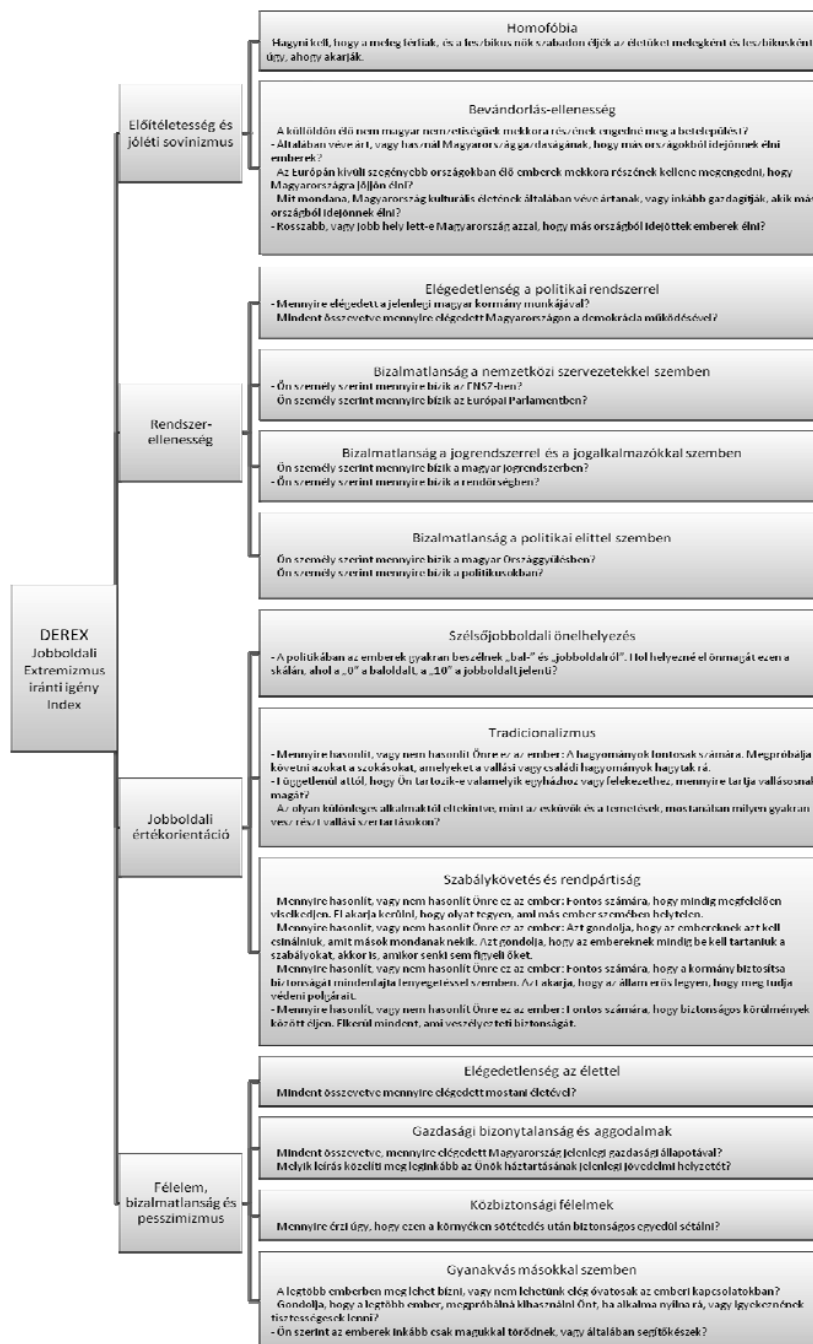 Homofóbia
Hagyni kell, hogy a meleg férfiak, és a leszbikus nők szabadon éljék az életüket melegként és leszbikusként
úgy, ahogy akarják.
Előítéletesség és
jóléti sovinizmus
Bevándorlás-ellenesség
A külföldön élő nem magyar nemzetiségűek mekkora részének engedné meg a betelepülést?
- Általában véve árt, vagy használ Magyarország gazdaságának, hogy más országokból idejönnek élni
emberek?
Az Európán kívüli szegényebb országokban élő emberek mekkora részének kellene megengedni, hogy
Magyarországra jöjjön élni?
Mit mondana, Magyarország kulturális életének általában véve ártanak, vagy inkább gazdagítják, akik más
országból idejönnek élni?
- Rosszabb, vagy jobb hely lett-e Magyarország azzal, hogy más országból idejöttek emberek élni?
Rendszer-
ellenesség
Elégedetlenség a politikai rendszerrel
- Mennyire elégedett a jelenlegi magyar kormány munkájával?
Mindent összevetve mennyire elégedett Magyarországon a demokrácia működésével?
Bizalmatlanság a nemzetközi szervezetekkel szemben
- Ön személy szerint mennyire bízik az ENSZ-ben?
Ön személy szerint mennyire bízik az Európai Parlamentben?
Bizalmatlanság a jogrendszerrel és a jogalkalmazókkal szemben
Ön személy szerint mennyire bízik a magyar jogrendszerben?
- Ön személy szerint mennyire bízik a rendőrségben?
Bizalmatlanság a politikai elittel szemben
Ön személy szerint mennyire bízik a magyar Országgyűlésben?
Ön személy szerint mennyire bízik a politikusokban?
DEREX
Jobboldali
Extremizmus
iránti igény
Index
Jobboldali
értékorientáció
Szélsőjobboldali önelhelyezés
- A politikában az emberek gyakran beszélnek „bal-” és „jobboldalról”. Hol helyezné el önmagát ezen a
skálán, ahol a „0” a baloldalt, a „10” a jobboldalt jelenti?
Tradicionalizmus
- Mennyire hasonlít, vagy nem hasonlít Önre ez az ember: A hagyományok fontosak számára. Megpróbálja
követni azokat a szokásokat, amelyeket a vallási vagy családi hagyományok hagytak rá.
- Függetlenül attól, hogy Ön tartozik-e valamelyik egyházhoz vagy felekezethez, mennyire tartja vallásosnak
magát?
Az olyan különleges alkalmaktól eltekintve, mint az esküvők és a temetések, mostanában milyen gyakran
vesz részt vallási szertartásokon?
Szabálykövetés és rendpártiság
Mennyire hasonlít, vagy nem hasonlít Önre ez az ember: Fontos számára, hogy mindig megfelelően
viselkedjen. El akarja kerülni, hogy olyat tegyen, ami más ember szemében helytelen.
Mennyire hasonlít, vagy nem hasonlít Önre ez az ember: Azt gondolja, hogy az embereknek azt kell
csinálniuk, amit mások mondanak nekik. Azt gondolja, hogy az embereknek mindig be kell tartaniuk a
szabályokat, akkor is, amikor senki sem figyeli őket.
Mennyire hasonlít, vagy nem hasonlít Önre ez az ember: Fontos számára, hogy a kormány biztosítsa
biztonságát mindenfajta fenyegetéssel szemben. Azt akarja, hogy az állam erős legyen, hogy meg tudja
védeni polgárait.
- Mennyire hasonlít, vagy nem hasonlít Önre ez az ember: Fontos számára, hogy biztonságos körülmények
között éljen. Elkerül mindent, ami veszélyezteti biztonságát.
Félelem,
bizalmatlanság és
pesszimizmus
Elégedetlenség az élettel
Mindent összevetve mennyire elégedett mostani életével?
Gazdasági bizonytalanság és aggodalmak
Mindent összevetve, mennyire elégedett Magyarország jelenlegi gazdasági állapotával?
Melyik leírás közelíti meg leginkább az Önök háztartásának jelenlegi jövedelmi helyzetét?
Közbiztonsági félelmek
Mennyire érzi úgy, hogy ezen a környéken sötétedés után biztonságos egyedül sétálni?
Gyanakvás másokkal szemben
A legtöbb emberben meg lehet bízni, vagy nem lehetünk elég óvatosak az emberi kapcsolatokban?
Gondolja, hogy a legtöbb ember, megpróbálná kihasználni Önt, ha alkalma nyílna rá, vagy igyekeznének
tisztességesek lenni?
- Ön szerint az emberek inkább csak magukkal törődnek, vagy általában segítőkészek?